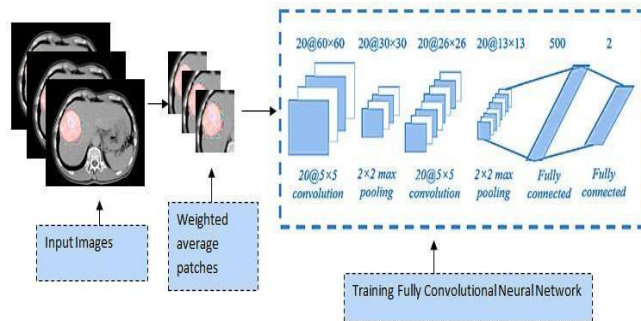 20@60×60 20@30×30 20@26×26 20@13×13 500 2
20@5×5 2×2 max 20@5×5 2×2 max Fully Fully
convolution pooling convolution pooling connected connected
Input Images
Weighted
average
patches
Training Fully Convolutional Neural Network